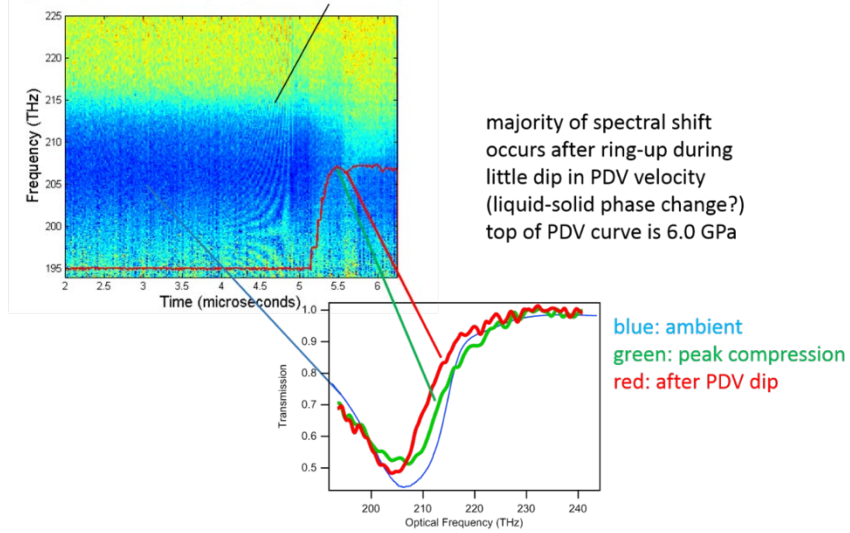 225
220
215
210
205
200
195
Frequency (THz)
2 2.5 3 3.5 4 4.5 5 5.5 6
Time (microseconds)
majority of spectral shift
occurs after ring-up during
little dip in PDV velocity
(liquid-solid phase change?)
top of PDV curve is 6.0 GPa
1.0
0.9
0.8
0.7
0.6
0.5
Transmission
200 210 220 230 240
Optical Frequency (THz)
blue: ambient
green: peak compression
red: after PDV dip